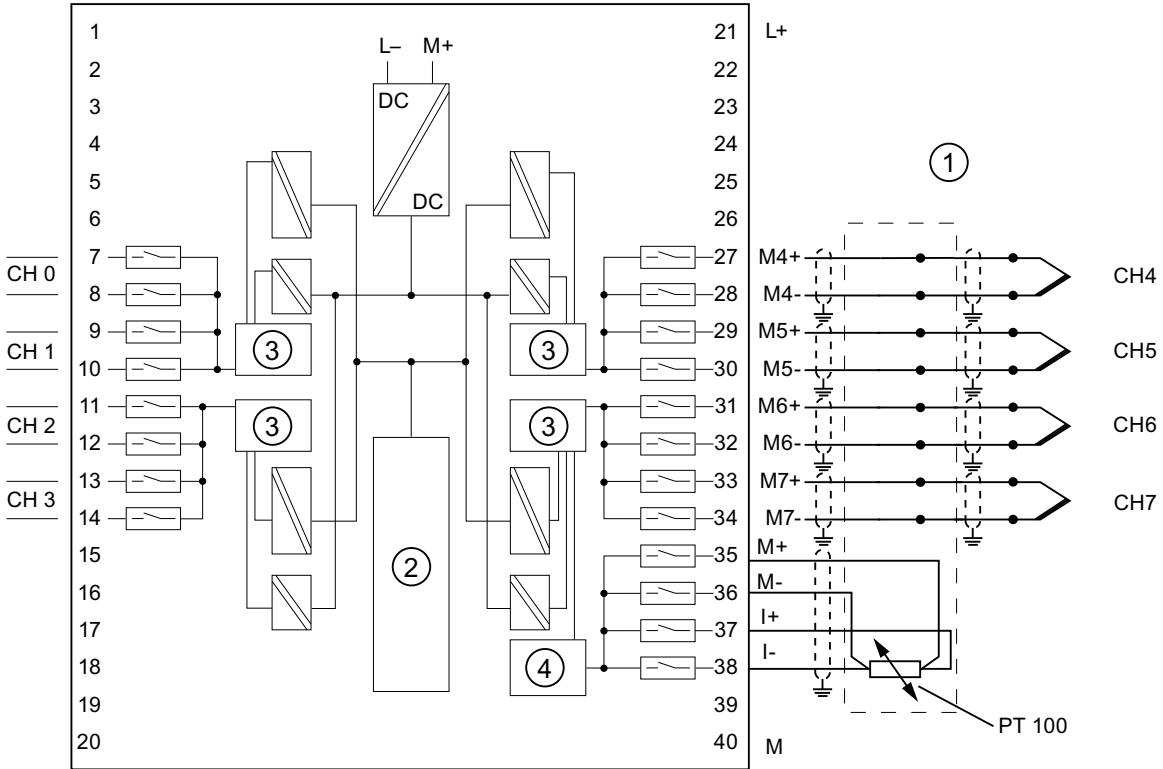 1 21 L+
L– M+
2 22
DC
3 23
4 24
①
5 25
DC
6 26
7 27 M4+
CH 0 CH4
8 28 M4-
9 29 M5+
CH 1 ③ ③ CH5
10 30 M5-
11 31 M6+
CH 2 ③ ③ CH6
12 32 M6-
13 33 M7+
CH 3 CH7
14 34 M7-
15 35 M+
②
16 36 M-
17 37 I+
18 ④ 38 I-
19 39
PT 100
20 40 M